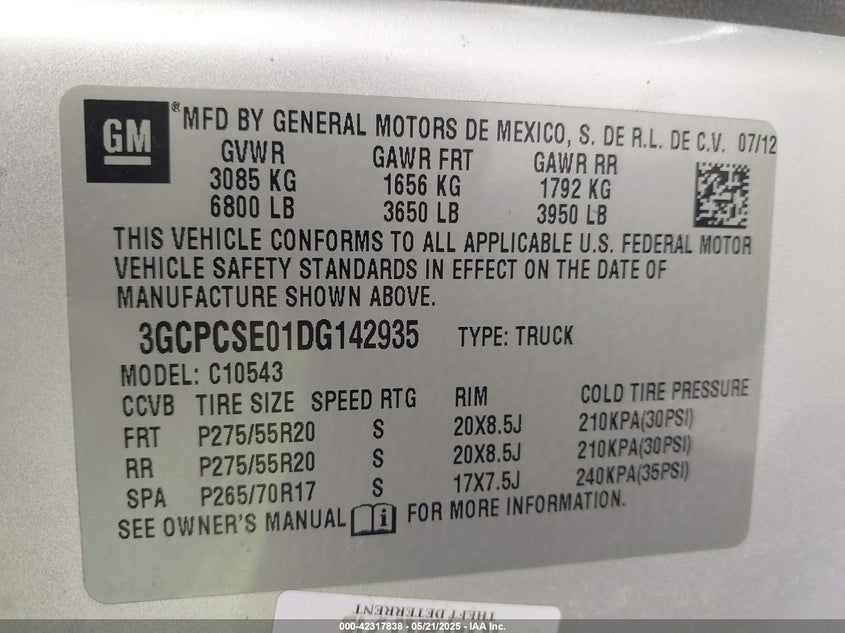 GM
®MFD BY GENERAL MOTORS DE MEXICO, S. DE R.L. DE C.V. 07/12
GVWR GAWR FRT GAWR RR
3085 KG 1656 KG 1792 KG
6800 LB 3650 LB 3950 LB
THIS VEHICLE CONFORMS TO ALL APPLICABLE U.S. FEDERAL MOTOR
VEHICLE SAFETY STANDARDS IN EFFECT ON THE DATE OF
MANUFACTURE SHOWN ABOVE.
3GCPCSE01DG142935 TYPE: TRUCK
MODEL: C10543
CCVB TIRE SIZE SPEED RTG RIM COLD TIRE PRESSURE
FRT P275/55R20 S 20X8.5J 210KPA(30PSI)
RR P275/55R20 S 20X8.5J 210KPA(30PSI)
SPA P265/70R17 S 17X7.5J 240KPA(35PSI)
SEE OWNER'S MANUAL i FOR MORE INFORMATION.
THEFT DETERRENT
000-42317838 - 05/21/2025 - IAA Inc.